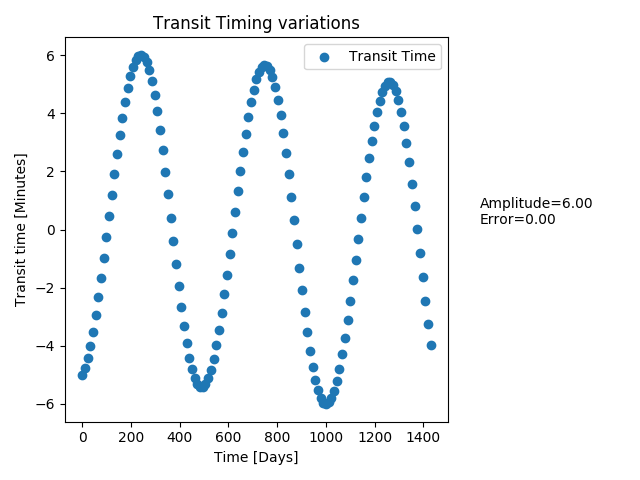 Transit Timing variations
Transit Time
Transit time [Minutes]
6
4
2
0
−2
−4
−6
0 200 400 600 800 1000 1200 1400
Time [Days]
Amplitude=6.00
Error=0.00